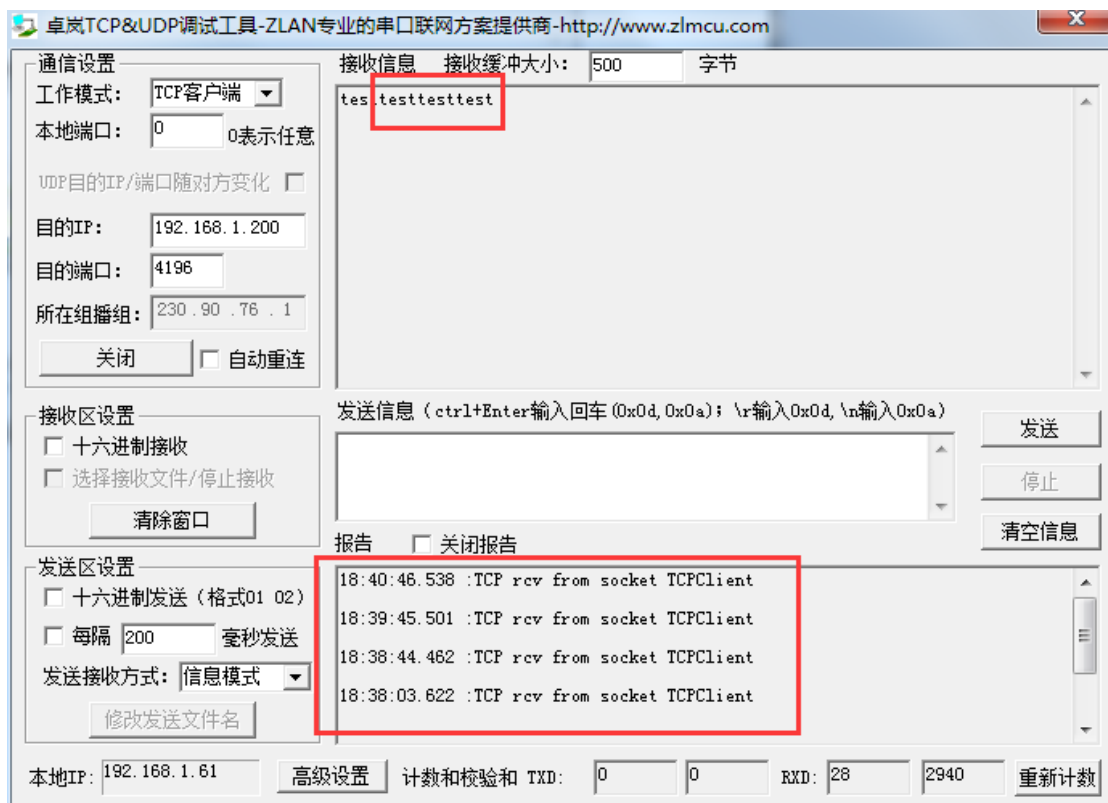 卓岚TCP&UDP调试工具-ZLAN专业的串口联网方案提供商-http://www.zlmcu.com
通信设置
工作模式: TCP客户端
本地端口: 0 0表示任意
UDP目的IP/端口随对方变化
目的IP: 192.168.1.200
目的端口: 4196
所在组播组: 230 .90 .76 . 1
关闭 自动重连
接收区设置
十六进制接收
选择接收文件/停止接收
清除窗口
发送区设置
十六进制发送（格式01 02）
每隔 200 毫秒发送
发送接收方式: 信息模式
修改发送文件名
接收信息 接收缓冲大小: 500 字节
testtesttest
发送信息（ctrl+Enter输入回车(0x0d,0x0a)；\r输入0x0d,\n输入0x0a）
发送
停止
清空信息
报告 关闭报告
18:40:46.538 :TCP rcv from socket TCPClient
18:39:45.501 :TCP rcv from socket TCPClient
18:38:44.462 :TCP rcv from socket TCPClient
18:38:03.622 :TCP rcv from socket TCPClient
本地IP: 192.168.1.61 高级设置 计数和校验和 TXD: 0 0 RXD: 28 2940 重新计数